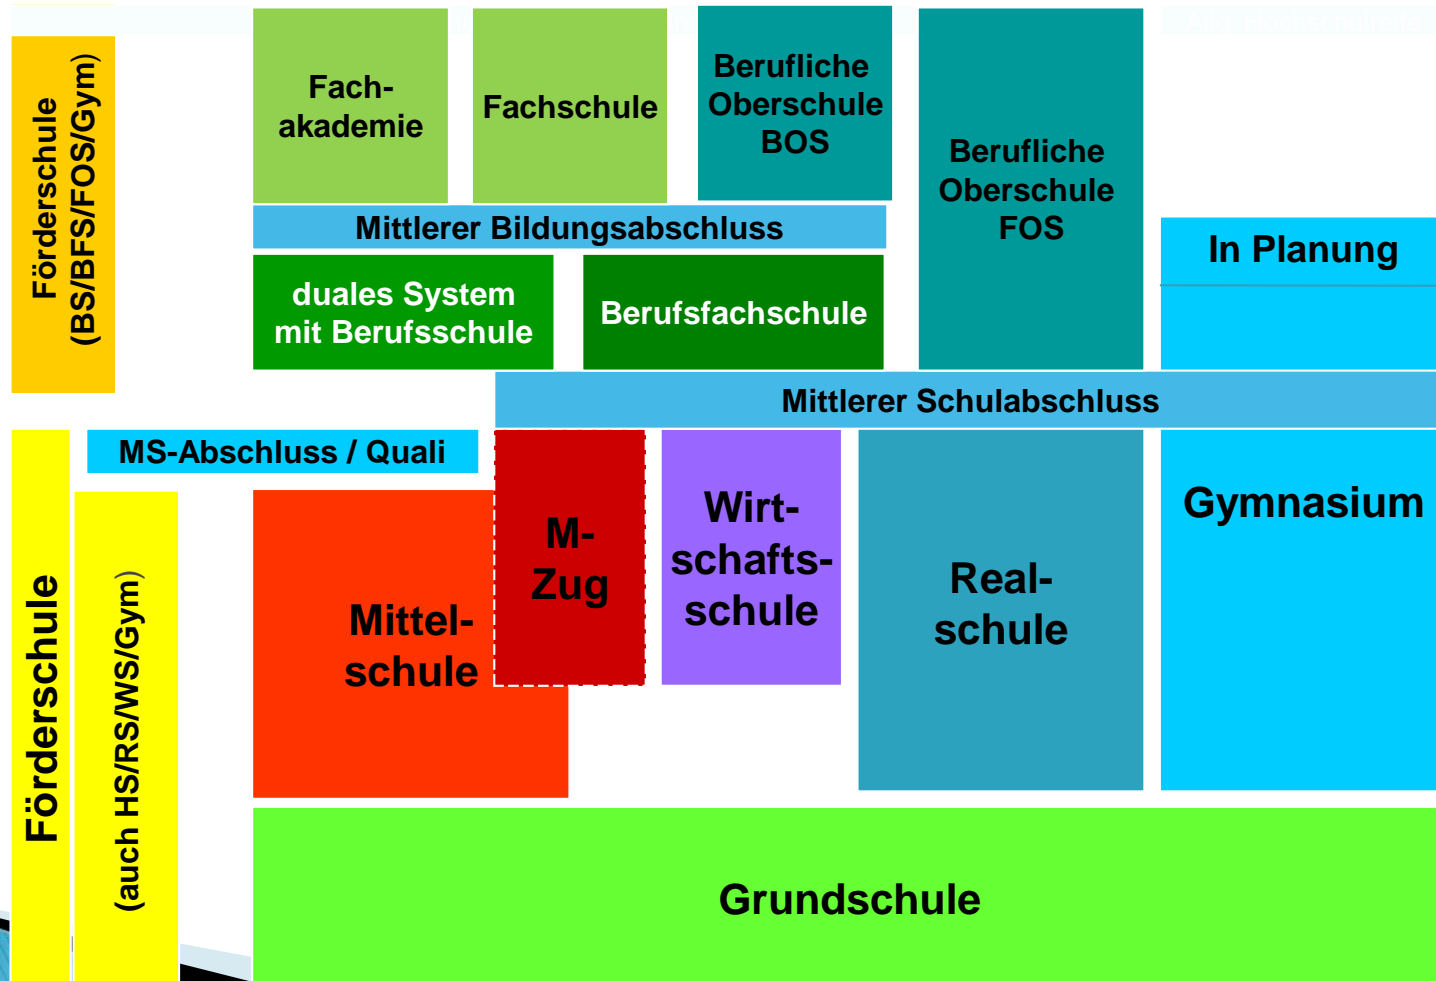 Förderschule
(BS/BFS/FOS/Gym)
Fach-
akademie
Fachschule
Berufliche
Oberschule
BOS
Berufliche
Oberschule
FOS
Mittlerer Bildungsabschluss
In Planung
duales System
mit Berufsschule
Berufsfachschule
Mittlerer Schulabschluss
MS-Abschluss / Quali
Förderschule
(auch HS/RS/WS/Gym)
Mittel-
schule
M-
Zug
Wirt-
schafts-
schule
Real-
schule
Gymnasium
Grundschule